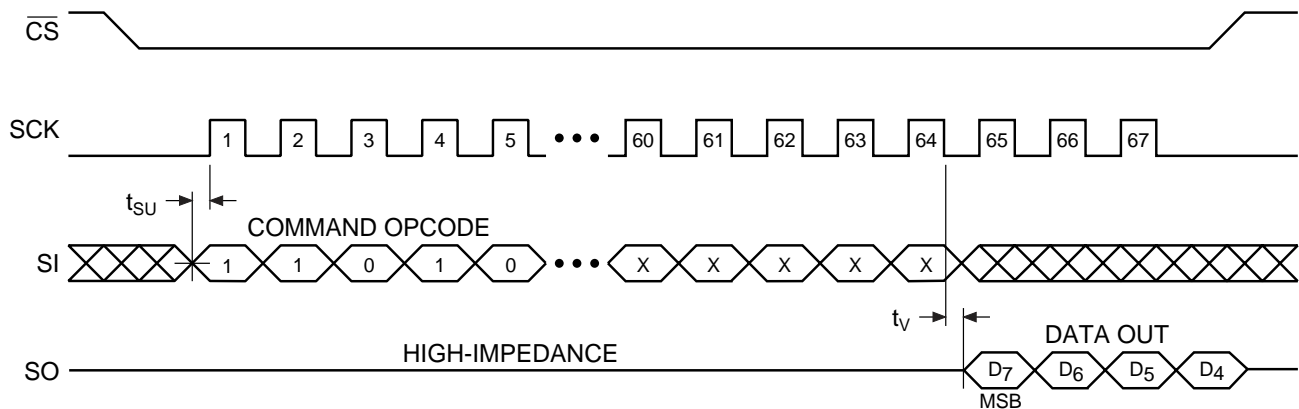 CS
SCK 1 2 3 4 5 ••• 60 61 62 63 64 65 66 67
tSU
COMMAND OPCODE
SI 1 1 0 1 0 ••• X X X X X
tV
DATA OUT
HIGH-IMPEDANCE
SO D7 D6 D5 D4
MSB